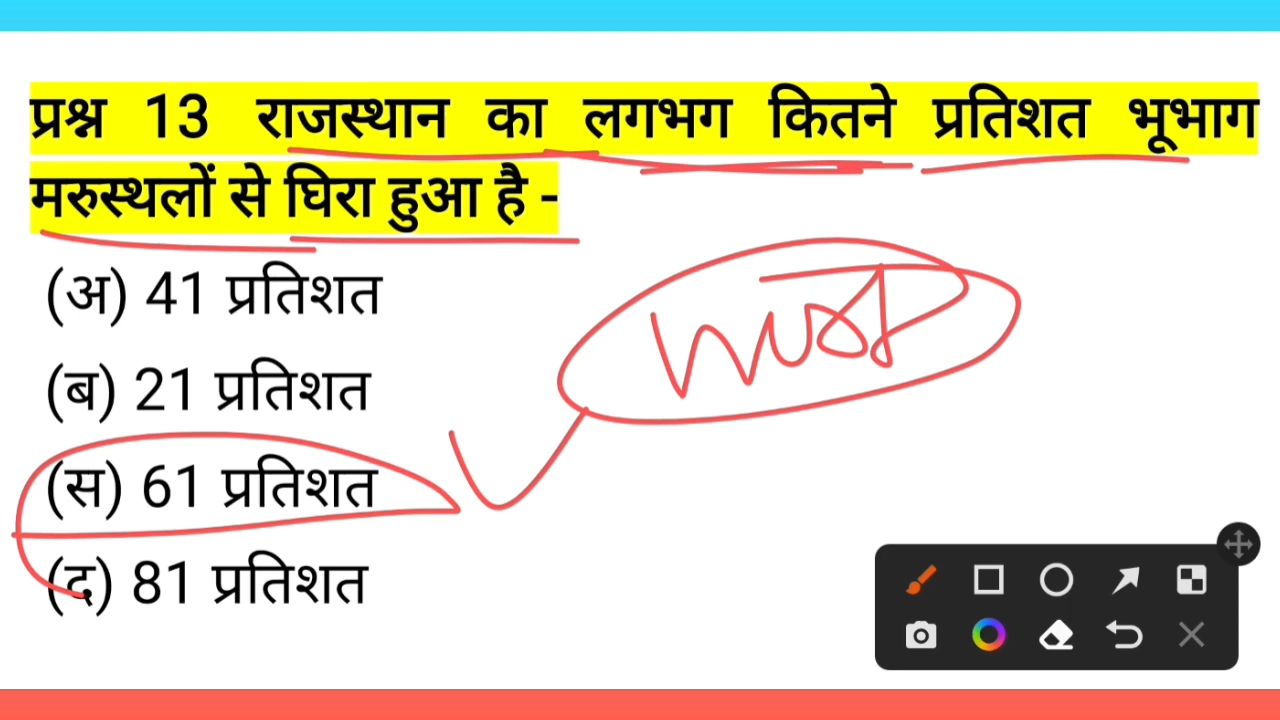 प्रश्न 13 राजस्थान का लगभग कितने प्रतिशत भूभाग
मरुस्थलों से घिरा हुआ है -
(अ) 41 प्रतिशत
(ब) 21 प्रतिशत
(स) 61 प्रतिशत
(द) 81 प्रतिशत